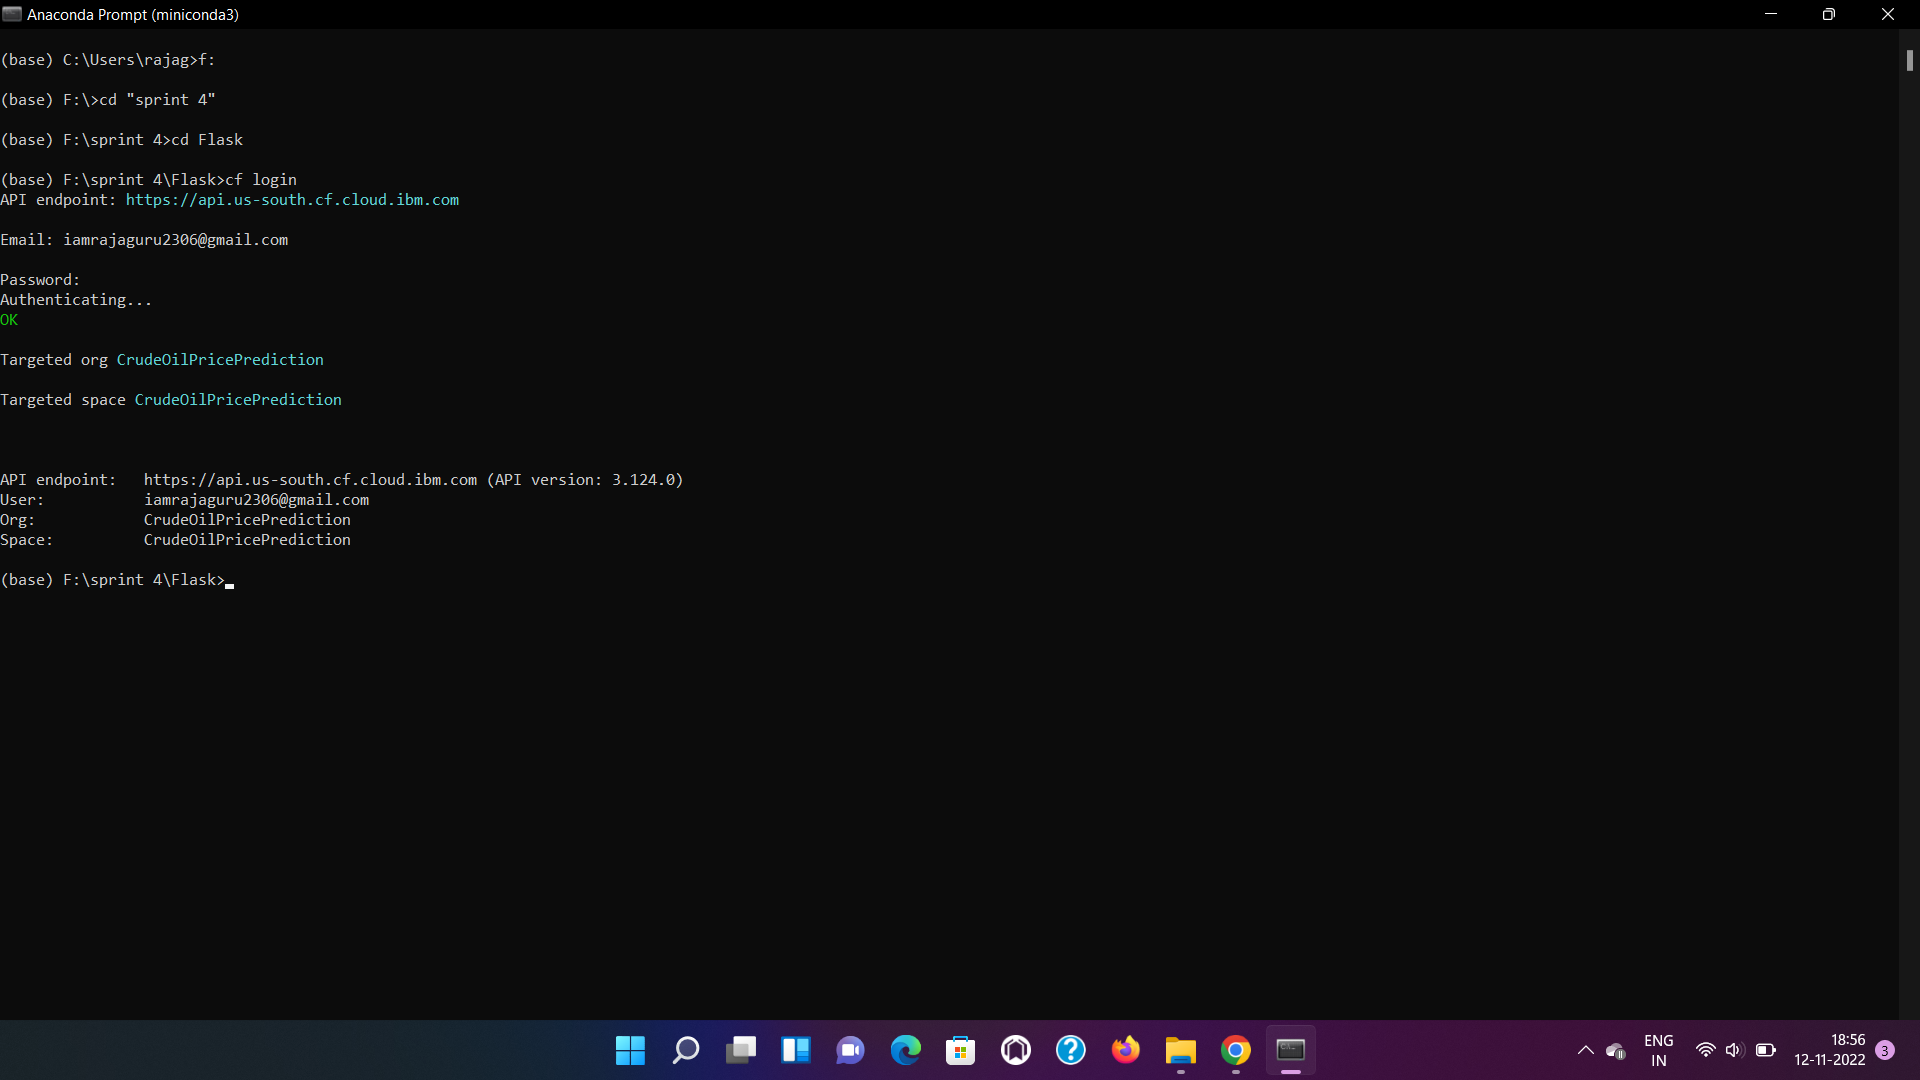 Anaconda Prompt (miniconda3)
(base) C:\Users\rajag>f:
(base) F:\>cd "sprint 4"
(base) F:\sprint 4>cd Flask
(base) F:\sprint 4\Flask>cf login
API endpoint: https://api.us-south.cf.cloud.ibm.com
Email: iamrajaguru2306@gmail.com
Password:
Authenticating...
OK
Targeted org CrudeOilPricePrediction
Targeted space CrudeOilPricePrediction
API endpoint:   https://api.us-south.cf.cloud.ibm.com (API version: 3.124.0)
User:           iamrajaguru2306@gmail.com
Org:            CrudeOilPricePrediction
Space:          CrudeOilPricePrediction
(base) F:\sprint 4\Flask>
ENG
IN
18:56
12-11-2022
3